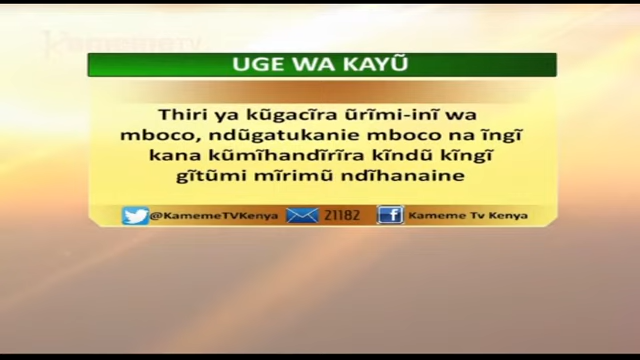 KamemeTV
UGE WA KAYŨ
Thiri ya kũgacĩra ũrĩmi-inĩ wa
mboco, ndũgatukanie mboco na ĩngĩ
kana kũmĩhandĩrĩra kĩndũ kĩngĩ
gĩtũmi mĩrimũ ndĩhanaine
@KamemeTVKenya 21182 f Kameme Tv Kenya